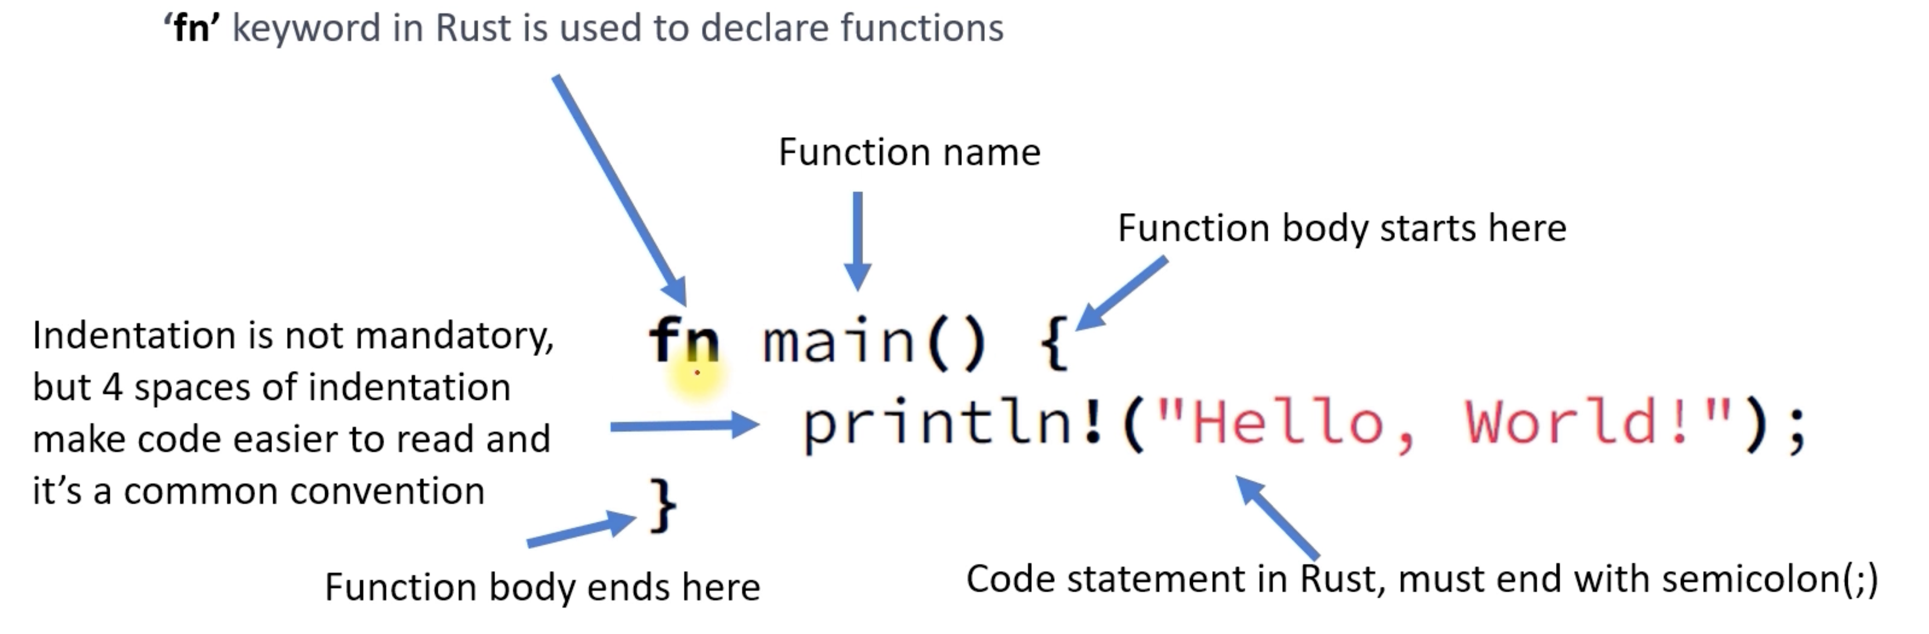 ‘fn’ keyword in Rust is used to declare functions
Function name
Function body starts here
Indentation is not mandatory,
but 4 spaces of indentation
make code easier to read and
it’s a common convention
fn main() {
println!("Hello, World!");
}
Function body ends here
Code statement in Rust, must end with semicolon(;)